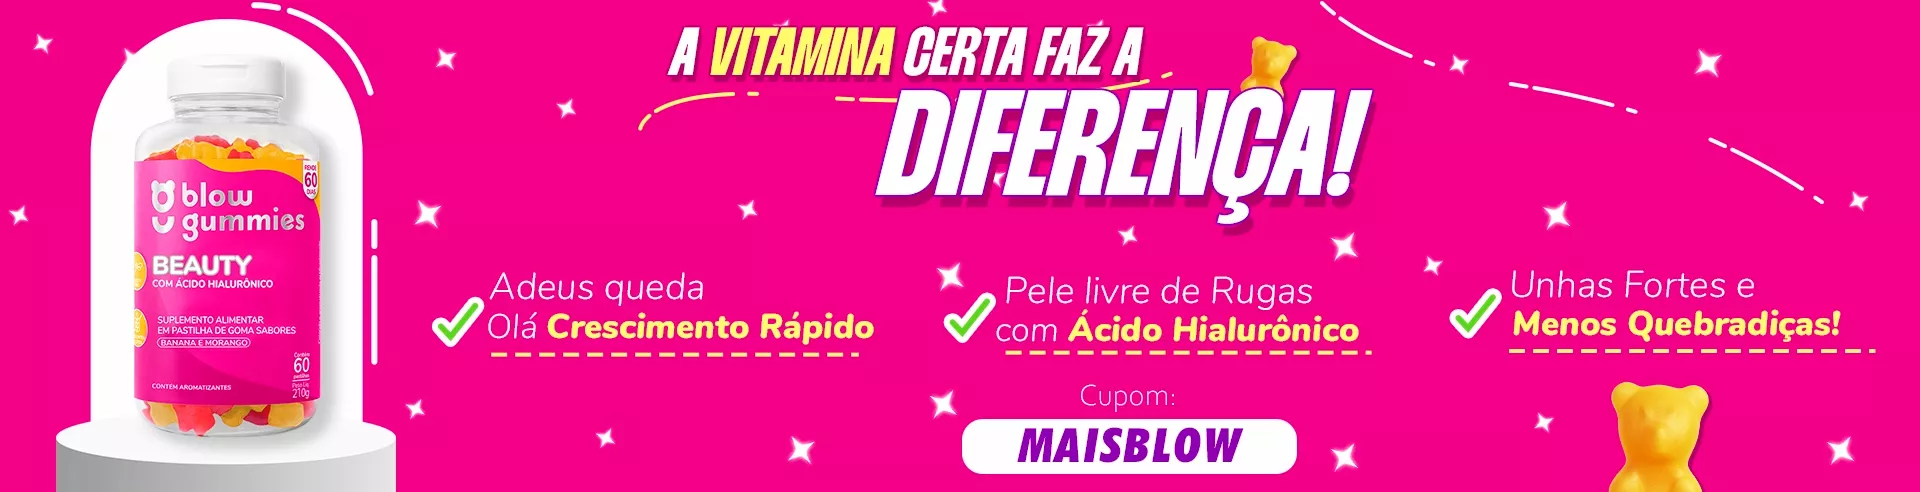 A VITAMINA CERTA FAZ A
DIFERENÇA!
RENDE
60
DIAS
blow
gummies
BEAUTY
COM ÁCIDO HIALURÔNICO
SUPLEMENTO ALIMENTAR
EM PASTILHA DE GOMA SABORES
BANANA E MORANGO
Contém
60
pastilhas
Peso Líq.
210g
CONTÉM AROMATIZANTES
Adeus queda
Olá Crescimento Rápido
Pele livre de Rugas
com Ácido Hialurônico
Unhas Fortes e
Menos Quebradiças!
Cupom:
MAISBLOW